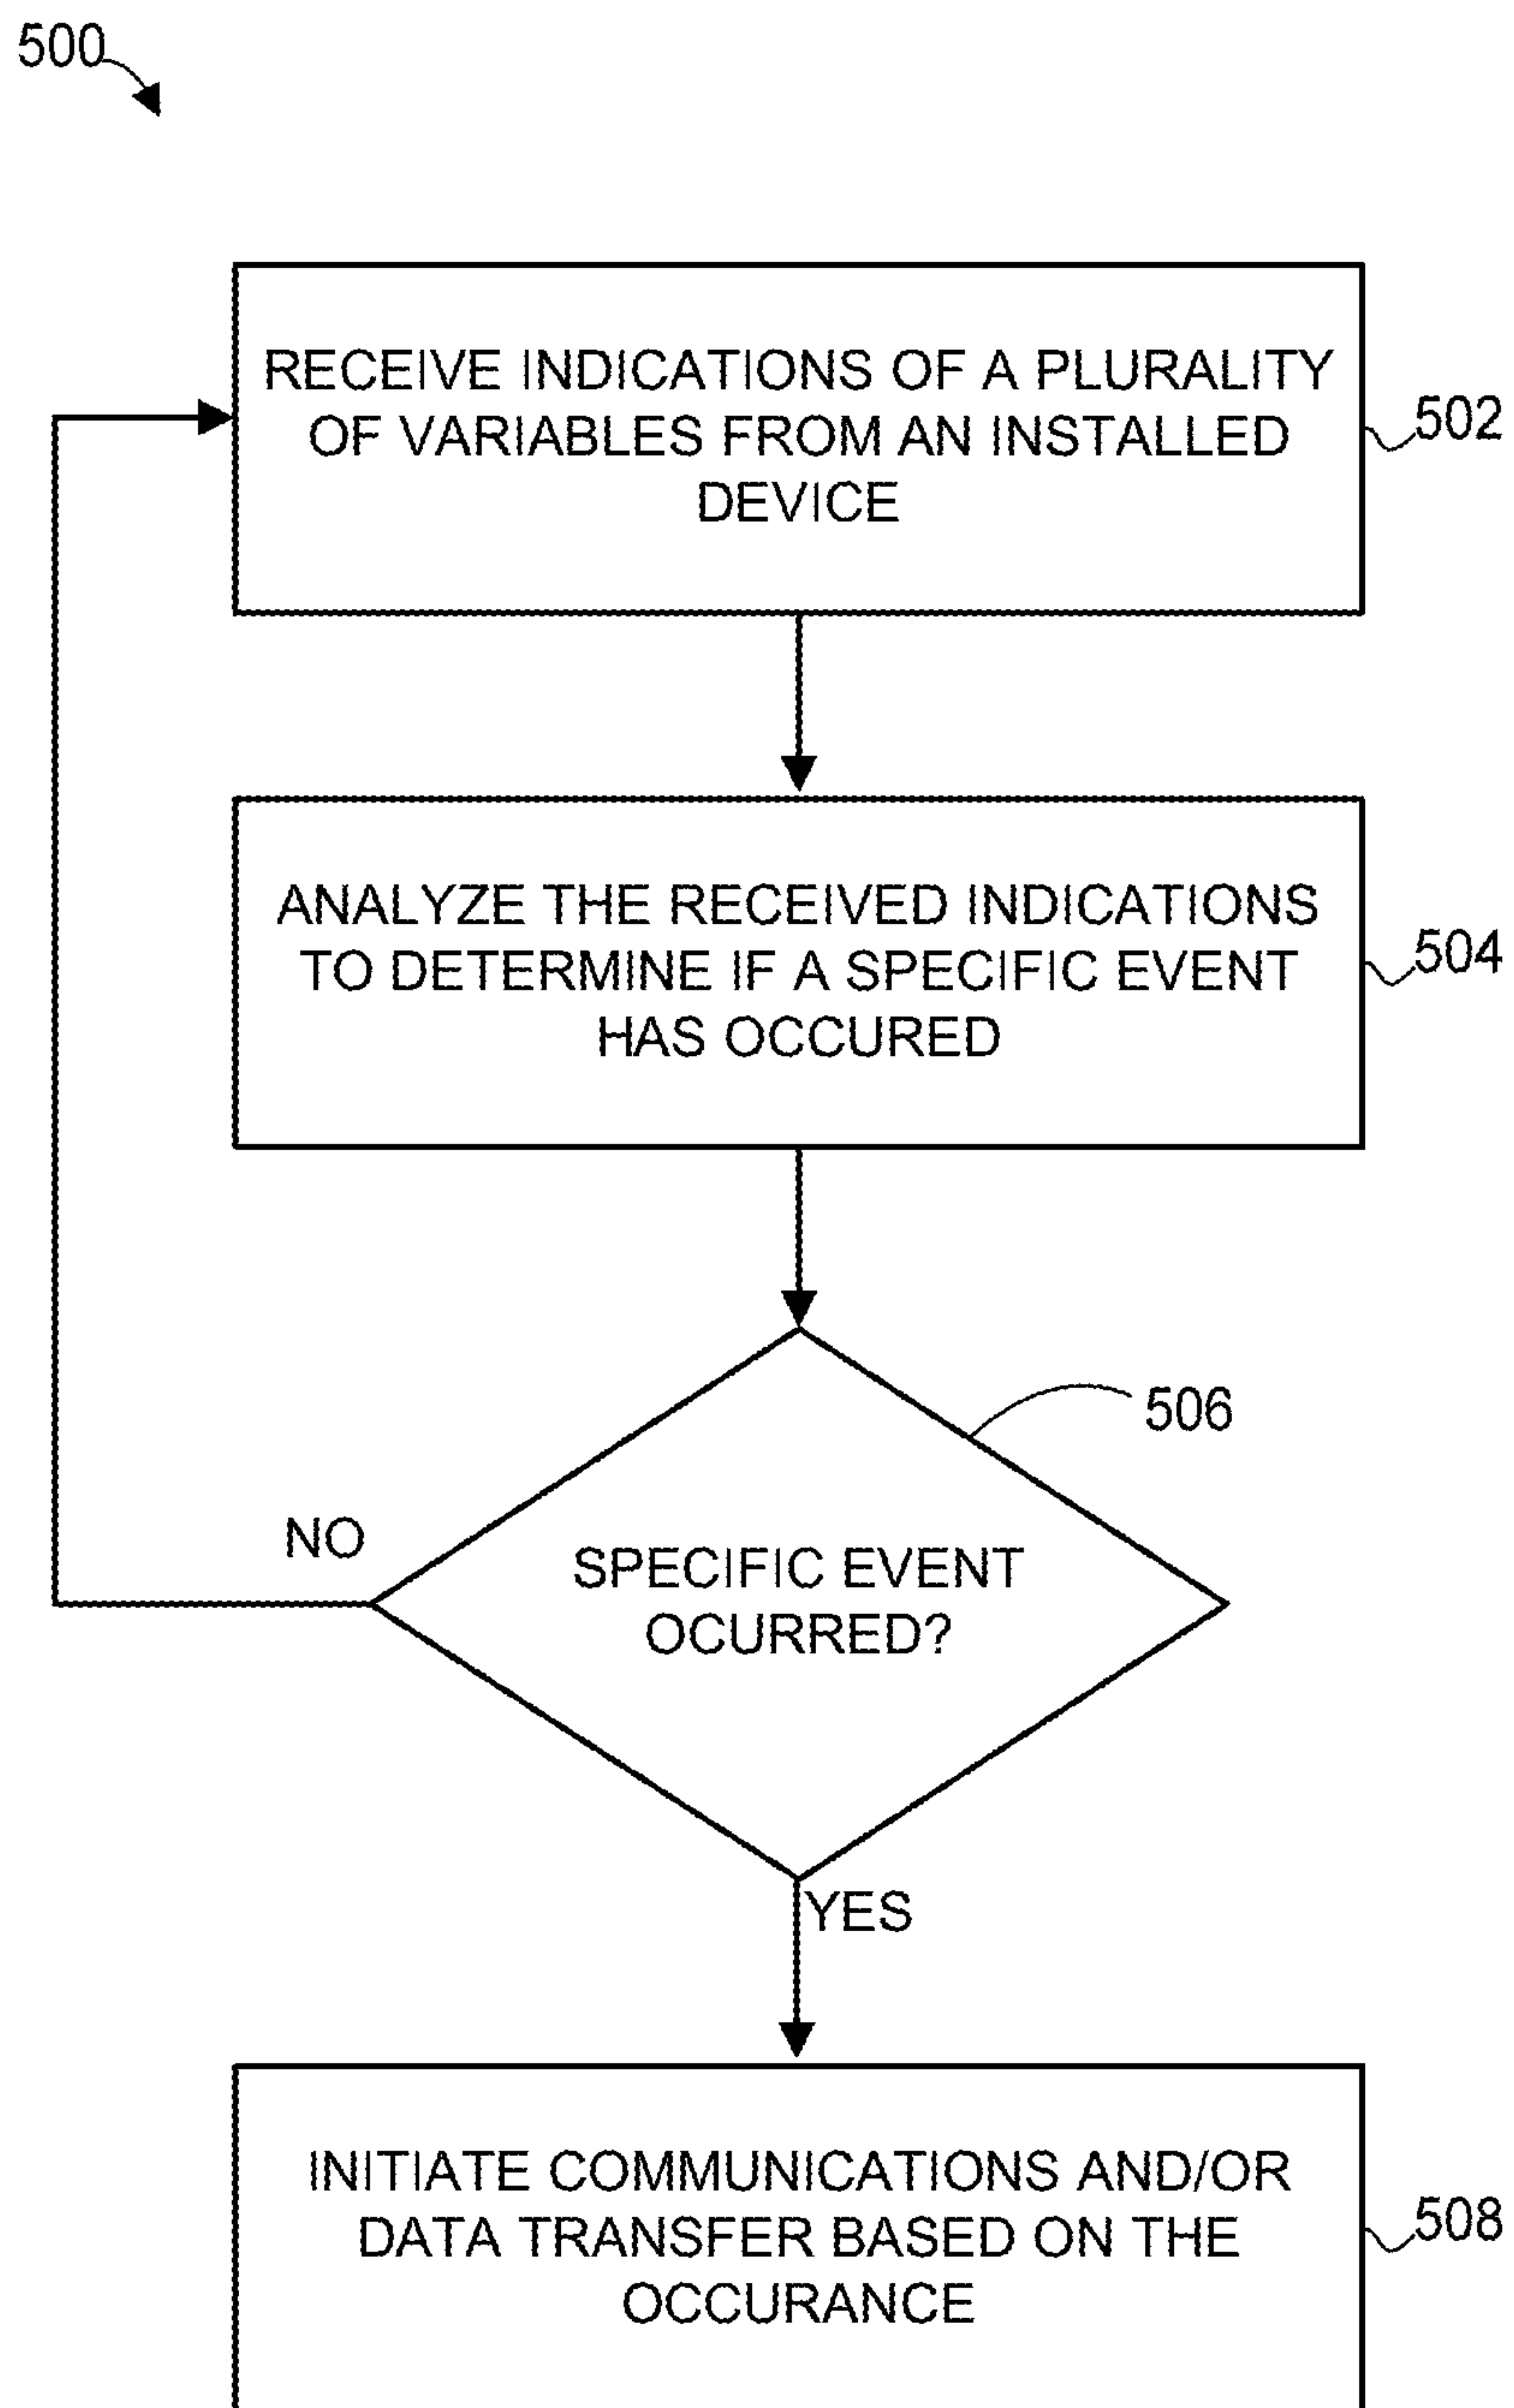 500
RECEIVE INDICATIONS OF A PLURALITY
OF VARIABLES FROM AN INSTALLED
DEVICE
502
ANALYZE THE RECEIVED INDICATIONS
TO DETERMINE IF A SPECIFIC EVENT
HAS OCCURED
504
506
NO
SPECIFIC EVENT
OCURRED?
YES
INITIATE COMMUNICATIONS AND/OR
DATA TRANSFER BASED ON THE
OCCURANCE
508